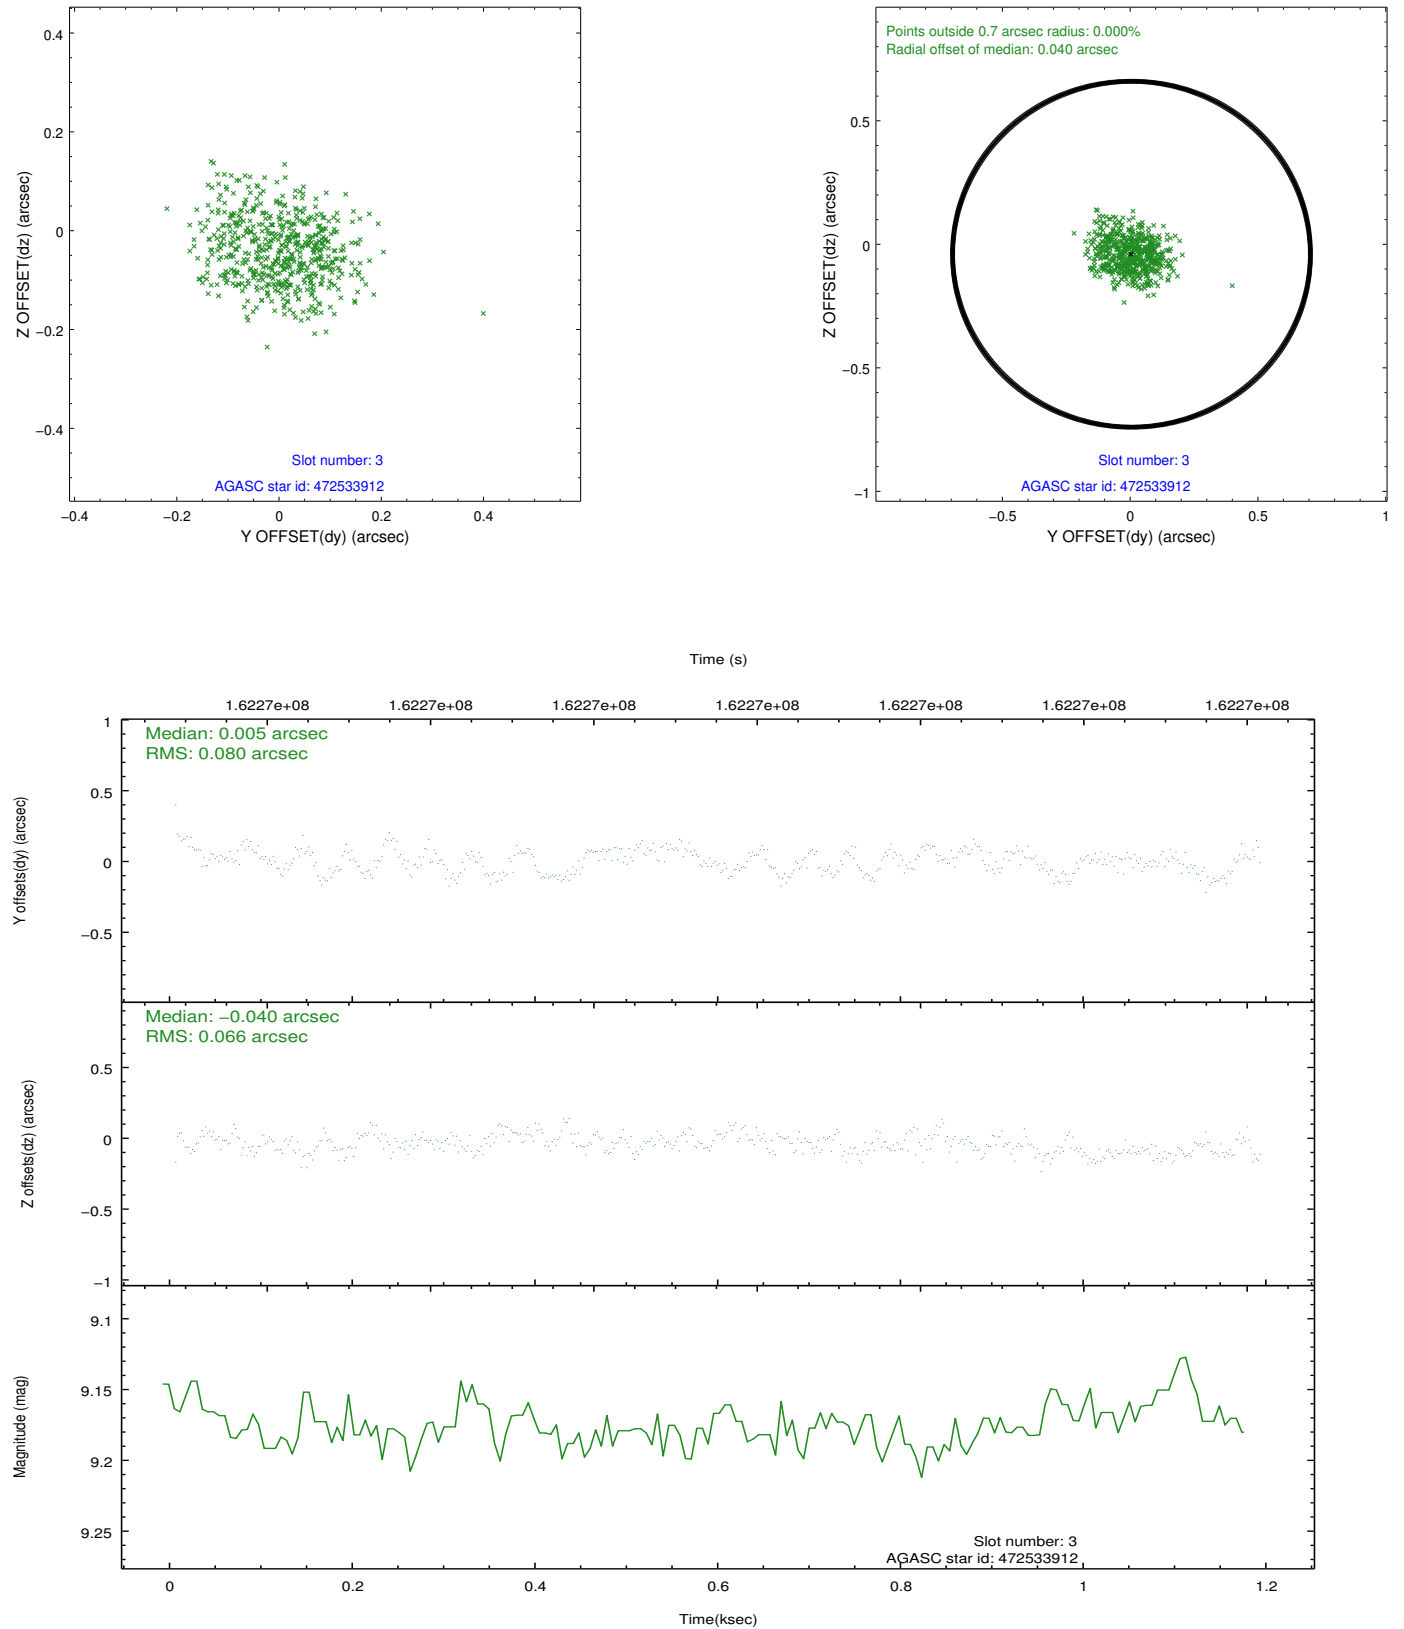 0.4
0.2
0
−0.2
−0.4
Z OFFSET(dz) (arcsec)
Slot number: 3
AGASC star id: 472533912
−0.4 −0.2 0 0.2 0.4
Y OFFSET(dy) (arcsec)
Points outside 0.7 arcsec radius: 0.000%
Radial offset of median: 0.040 arcsec
0.5
0
−0.5
−1
Z OFFSET(dz) (arcsec)
Slot number: 3
AGASC star id: 472533912
−0.5 0 0.5 1
Y OFFSET(dy) (arcsec)
Time (s)
1.6227e+08 1.6227e+08 1.6227e+08 1.6227e+08 1.6227e+08 1.6227e+08 1.6227e+08
Median: 0.005 arcsec
RMS: 0.080 arcsec
1
0.5
0
−0.5
Y offsets(dy) (arcsec)
Median: −0.040 arcsec
RMS: 0.066 arcsec
0.5
0
−0.5
−1
Z offsets(dz) (arcsec)
9.1
9.15
9.2
9.25
Magnitude (mag)
Slot number: 3
AGASC star id: 472533912
0 0.2 0.4 0.6 0.8 1 1.2
Time(ksec)